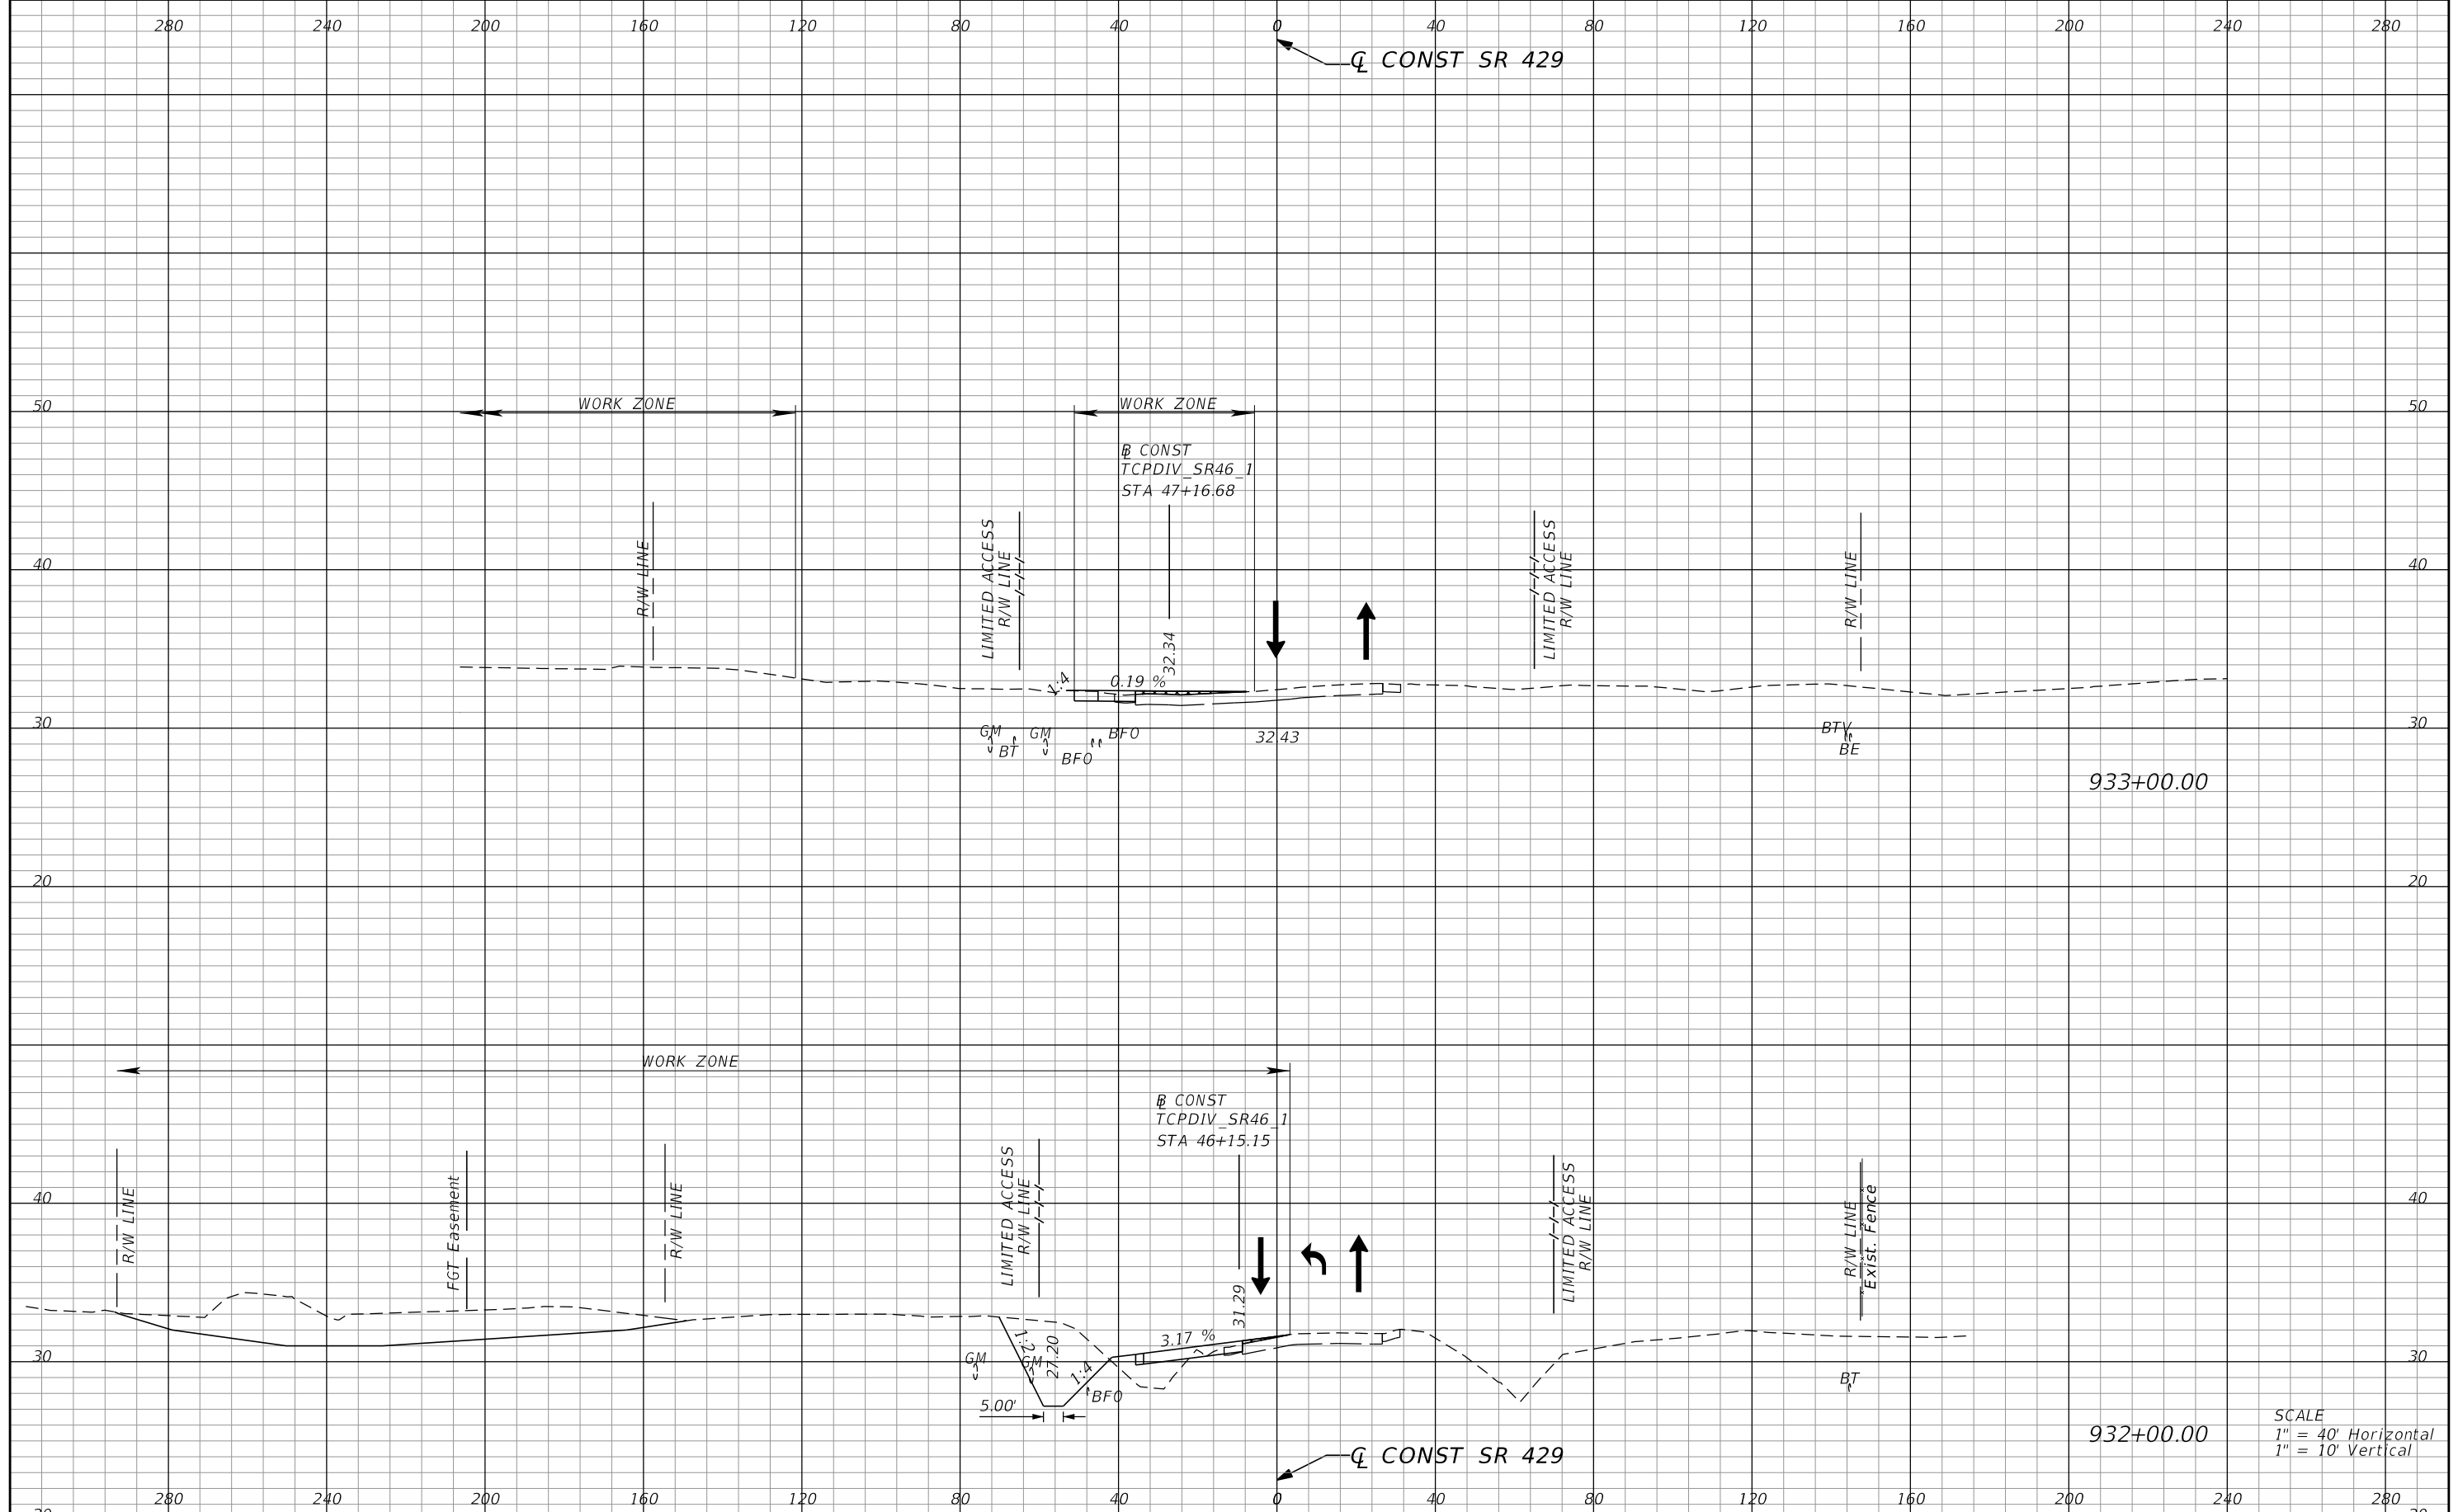 280 240 200 160 120 80 40 0 40 80 120 160 200 240 280
℄ CONST SR 429
50 WORK ZONE WORK ZONE 50
℄ CONST
TCPDIV_SR46_1
STA 47+16.68
40 40
R/W LINE
LIMITED ACCESS
R/W LINE
32.34
LIMITED ACCESS
R/W LINE
R/W LINE
1:4
0.19 %
30 30
GM
BT
GM
BFO
BFO
32.43
BTV
BE
933+00.00
20 20
WORK ZONE
BL CONST
TCPDIV_SR46_1
STA 46+15.15
40 40
R/W LINE
FGT Easement
R/W LINE
LIMITED ACCESS
R/W LINE
31.29
LIMITED ACCESS
R/W LINE
R/W LINE
Exist. Fence
3.17 %
30 30
GM
1:2
GM
27.20
1:4
BFO
5.00'
BT
932+00.00
SCALE
1" = 40' Horizontal
1" = 10' Vertical
℄ CONST SR 429
280 240 200 160 120 80 40 0 40 80 120 160 200 240 280